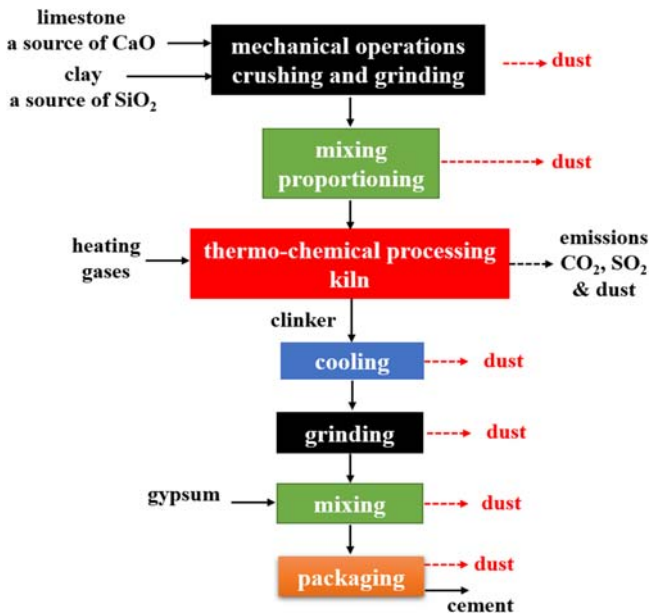 limestone
a source of CaO
clay
a source of SiO₂
mechanical operations
crushing and grinding
dust
mixing
proportioning
dust
heating
gases
thermo-chemical processing
kiln
emissions
CO₂, SO₂
& dust
clinker
cooling
dust
grinding
dust
gypsum
mixing
dust
packaging
dust
cement